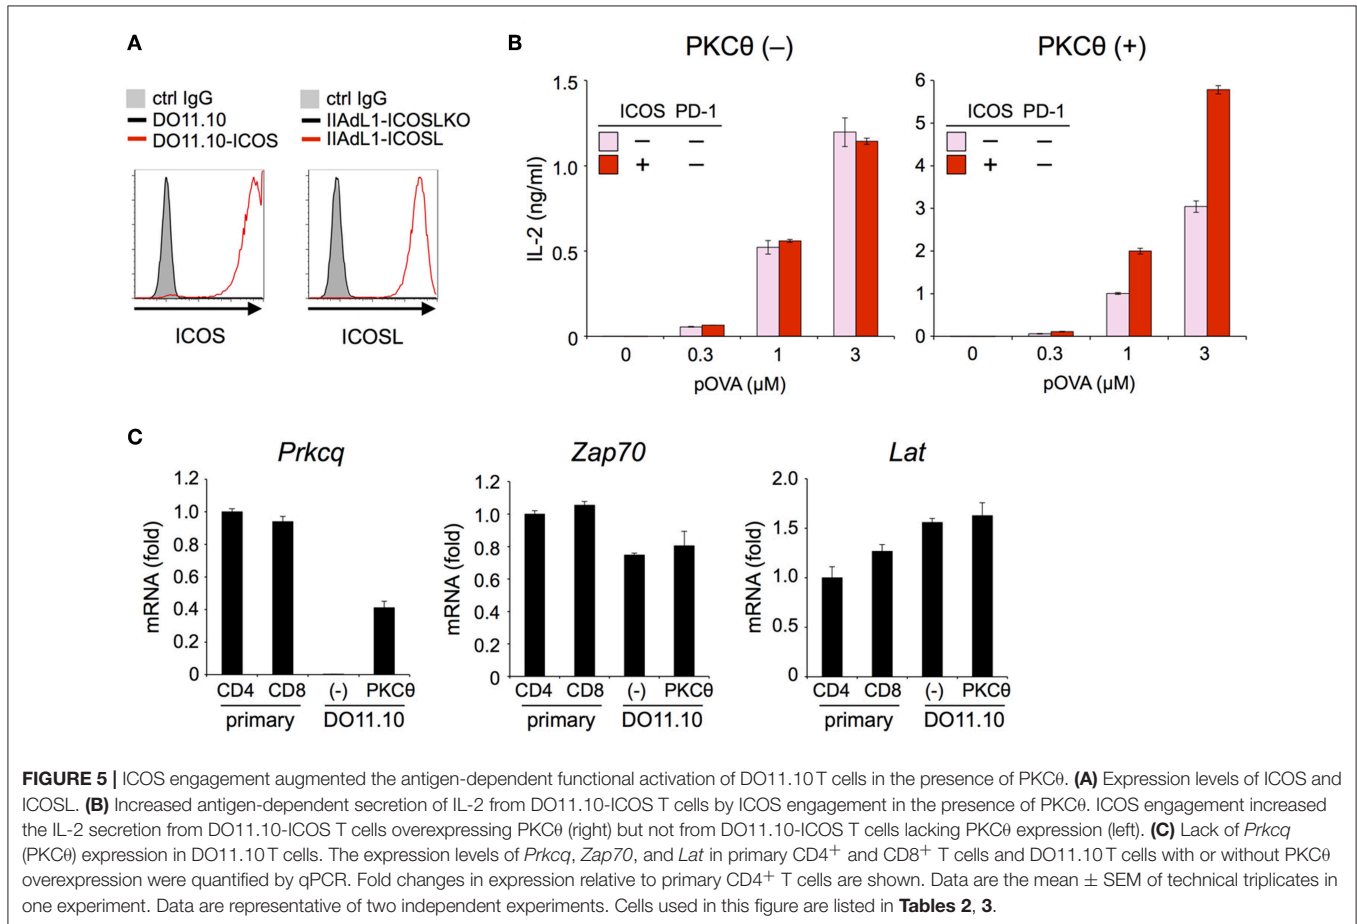 A
ctrl IgG
DO11.10
DO11.10-ICOS
ICOS
ctrl IgG
IIAdL1-ICOSLKO
IIAdL1-ICOSL
ICOSL
B
PKCθ (–)
ICOS PD-1
– –
+ –
IL-2 (ng/ml)
1.5
1.0
0.5
0
0 0.3 1 3
pOVA (μM)
PKCθ (+)
ICOS PD-1
– –
+ –
6
5
4
3
2
1
0
0 0.3 1 3
pOVA (μM)
C
Prkcq
mRNA (fold)
1.2
1.0
0.8
0.6
0.4
0.2
0
CD4 CD8 (-) PKCθ
primary DO11.10
Zap70
mRNA (fold)
1.2
1.0
0.8
0.6
0.4
0.2
0
CD4 CD8 (-) PKCθ
primary DO11.10
Lat
mRNA (fold)
2.0
1.5
1.0
0.5
0
CD4 CD8 (-) PKCθ
primary DO11.10
FIGURE 5 | ICOS engagement augmented the antigen-dependent functional activation of DO11.10 T cells in the presence of PKCθ. (A) Expression levels of ICOS and
ICOSL. (B) Increased antigen-dependent secretion of IL-2 from DO11.10-ICOS T cells by ICOS engagement in the presence of PKCθ. ICOS engagement increased
the IL-2 secretion from DO11.10-ICOS T cells overexpressing PKCθ (right) but not from DO11.10-ICOS T cells lacking PKCθ expression (left). (C) Lack of Prkcq
(PKCθ) expression in DO11.10 T cells. The expression levels of Prkcq, Zap70, and Lat in primary CD4+ and CD8+ T cells and DO11.10 T cells with or without PKCθ
overexpression were quantified by qPCR. Fold changes in expression relative to primary CD4+ T cells are shown. Data are the mean ± SEM of technical triplicates in
one experiment. Data are representative of two independent experiments. Cells used in this figure are listed in Tables 2, 3.